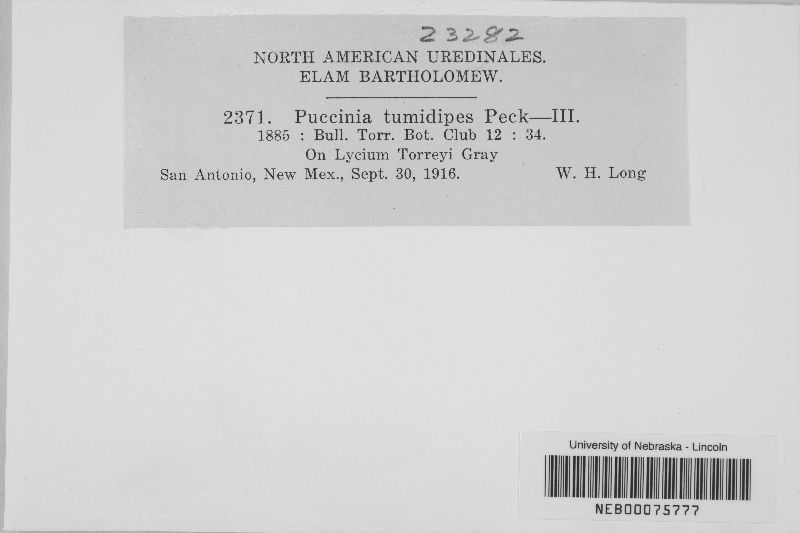 23282
NORTH AMERICAN UREDINALES.
ELAM BARTHOLOMEW.
2371. Puccinia tumidipes Peck—III.
1885 : Bull. Torr. Bot. Club 12 : 34.
On Lycium Torreyi Gray
San Antonio, New Mex., Sept. 30, 1916. W. H. Long
University of Nebraska - Lincoln
NEB00075777